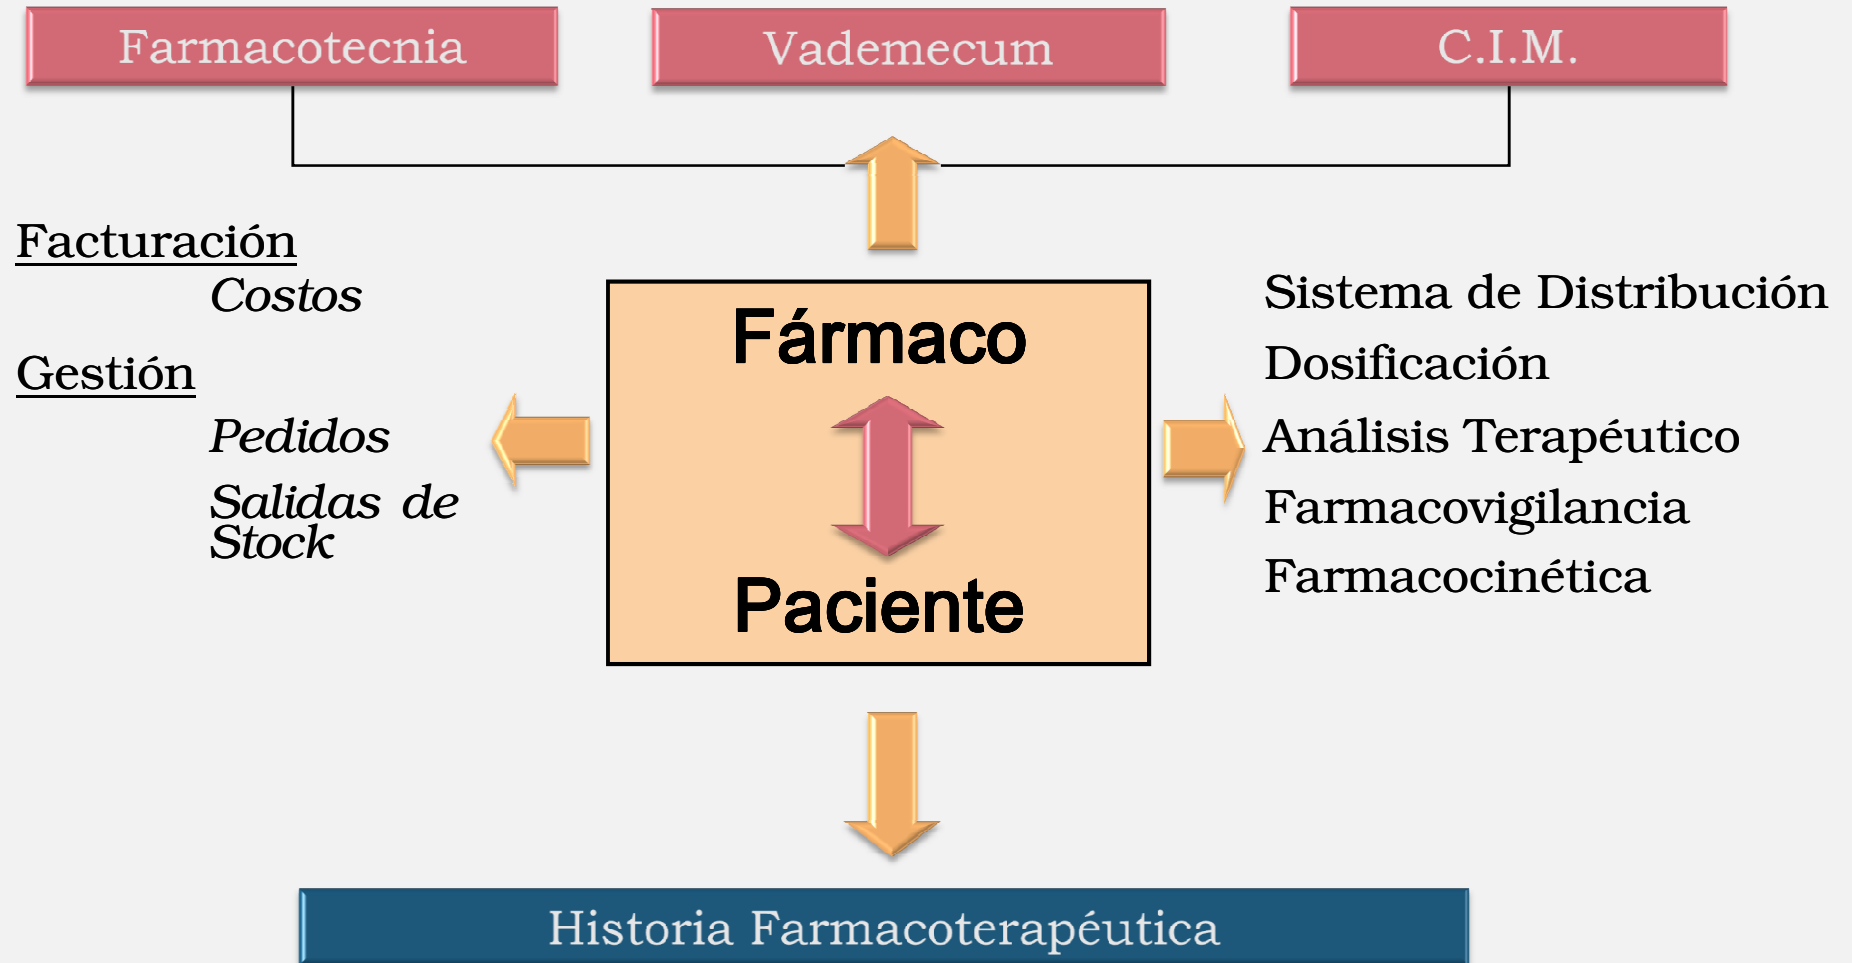 Farmacotecnia
Vademecum
C.I.M.
Facturación
Costos
Gestión
Pedidos
Salidas de
Stock
Fármaco
Paciente
Sistema de Distribución
Dosificación
Análisis Terapéutico
Farmacovigilancia
Farmacocinética
Historia Farmacoterapéutica